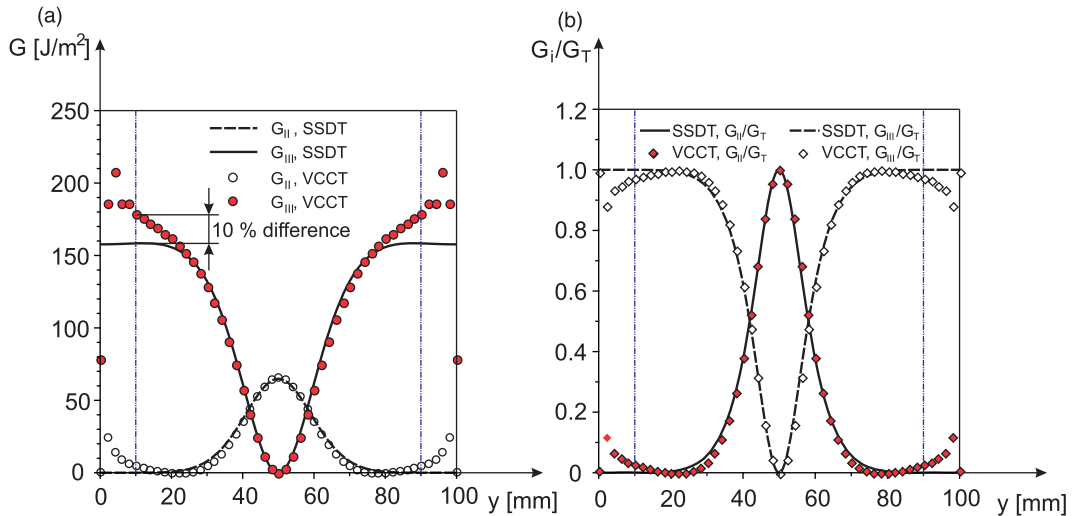 (a)
G [J/m²]
250
200
150
100
50
0
0 20 40 60 80 100 y [mm]
G_II, SSDT
G_III, SSDT
G_II, VCCT
G_III, VCCT
10 % difference
(b)
G_i/G_T
1.2
1.0
0.8
0.6
0.4
0.2
0
0 20 40 60 80 100 y [mm]
SSDT, G_II/G_T SSDT, G_III/G_T
VCCT, G_II/G_T VCCT, G_III/G_T